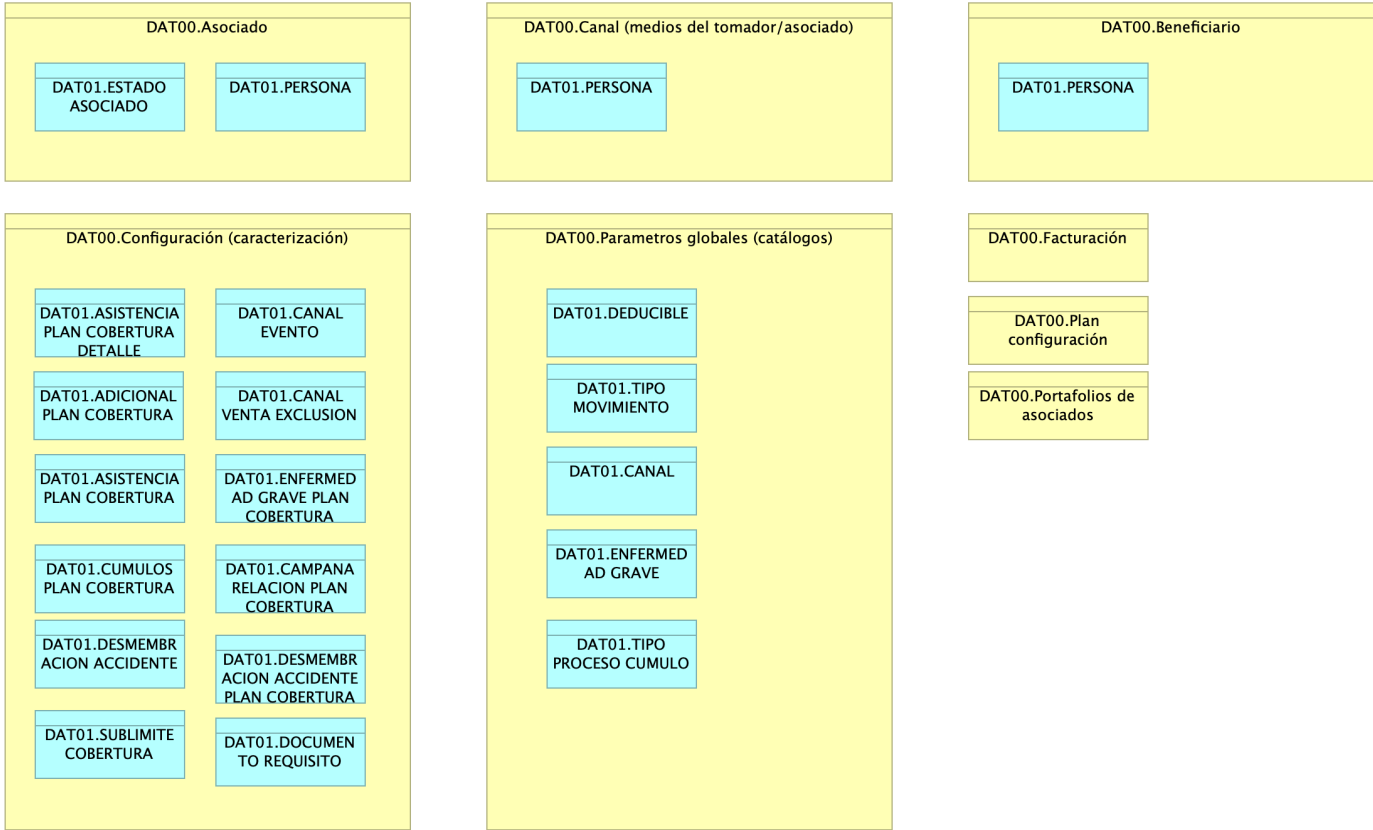 DAT00.Asociado
DAT01.ESTADO
ASOCIADO
DAT01.PERSONA
DAT00.Canal (medios del tomador/asociado)
DAT01.PERSONA
DAT00.Beneficiario
DAT01.PERSONA
DAT00.Configuración (caracterización)
DAT01.ASISTENCIA
PLAN COBERTURA
DETALLE
DAT01.CANAL
EVENTO
DAT01.ADICIONAL
PLAN COBERTURA
DAT01.CANAL
VENTA EXCLUSION
DAT01.ASISTENCIA
PLAN COBERTURA
DAT01.ENFERMED
AD GRAVE PLAN
COBERTURA
DAT01.CUMULOS
PLAN COBERTURA
DAT01.CAMPANA
RELACION PLAN
COBERTURA
DAT01.DESMEMBR
ACION ACCIDENTE
DAT01.DESMEMBR
ACION ACCIDENTE
PLAN COBERTURA
DAT01.SUBLIMITE
COBERTURA
DAT01.DOCUMEN
TO REQUISITO
DAT00.Parametros globales (catálogos)
DAT01.DEDUCIBLE
DAT01.TIPO
MOVIMIENTO
DAT01.CANAL
DAT01.ENFERMED
AD GRAVE
DAT01.TIPO
PROCESO CUMULO
DAT00.Facturación
DAT00.Plan
configuración
DAT00.Portafolios de
asociados